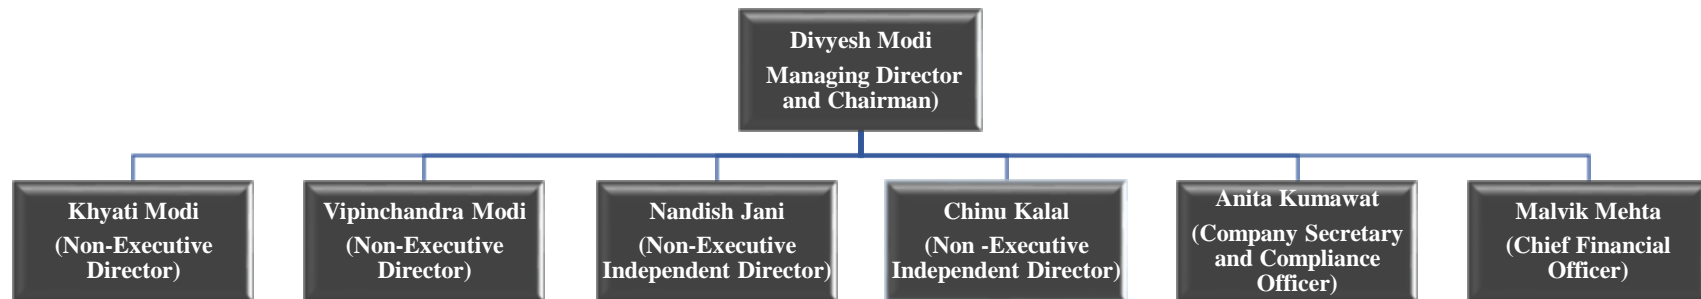 Divyesh Modi
Managing Director
and Chairman)
Khyati Modi
(Non-Executive
Director)
Vipinchandra Modi
(Non-Executive
Director)
Nandish Jani
(Non-Executive
Independent Director)
Chinu Kalal
(Non -Executive
Independent Director)
Anita Kumawat
(Company Secretary
and Compliance
Officer)
Malvik Mehta
(Chief Financial
Officer)